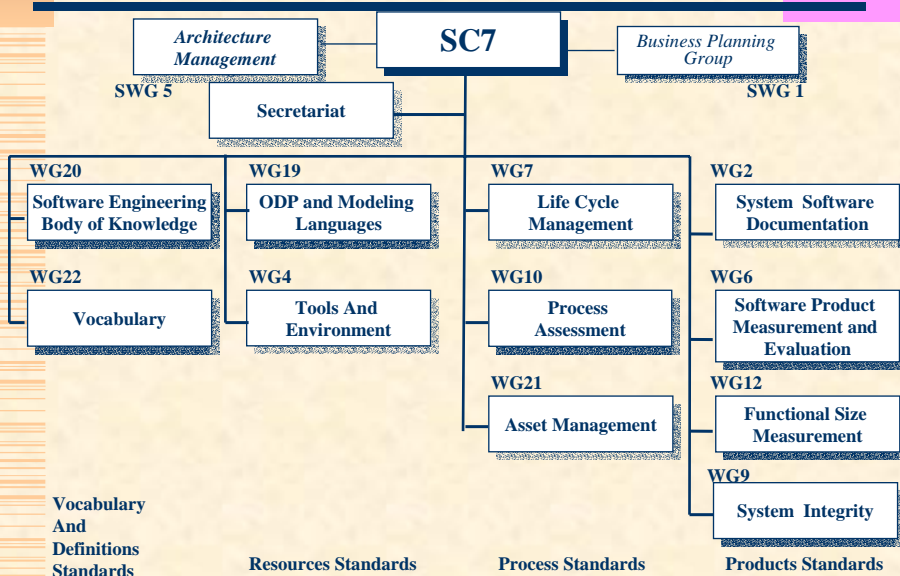 Architecture
Management
SC7
Business Planning
Group
SWG 5
SWG 1
Secretariat
WG20
Software Engineering
Body of Knowledge
WG22
Vocabulary
WG19
ODP and Modeling
Languages
WG4
Tools And
Environment
WG7
Life Cycle
Management
WG10
Process
Assessment
WG21
Asset Management
WG2
System Software
Documentation
WG6
Software Product
Measurement and
Evaluation
WG12
Functional Size
Measurement
WG9
System Integrity
Vocabulary
And
Definitions
Standards
Resources Standards
Process Standards
Products Standards